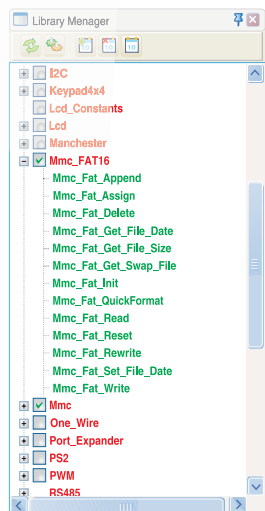 Library Menager
I2C
Keypad4x4
Lcd_Constants
Lcd
Manchester
Mmc_FAT16
Mmc_Fat_Append
Mmc_Fat_Assign
Mmc_Fat_Delete
Mmc_Fat_Get_File_Date
Mmc_Fat_Get_File_Size
Mmc_Fat_Get_Swap_File
Mmc_Fat_Init
Mmc_Fat_QuickFormat
Mmc_Fat_Read
Mmc_Fat_Reset
Mmc_Fat_Rewrite
Mmc_Fat_Set_File_Date
Mmc_Fat_Write
Mmc
One_Wire
Port_Expander
PS2
PWM
RS485